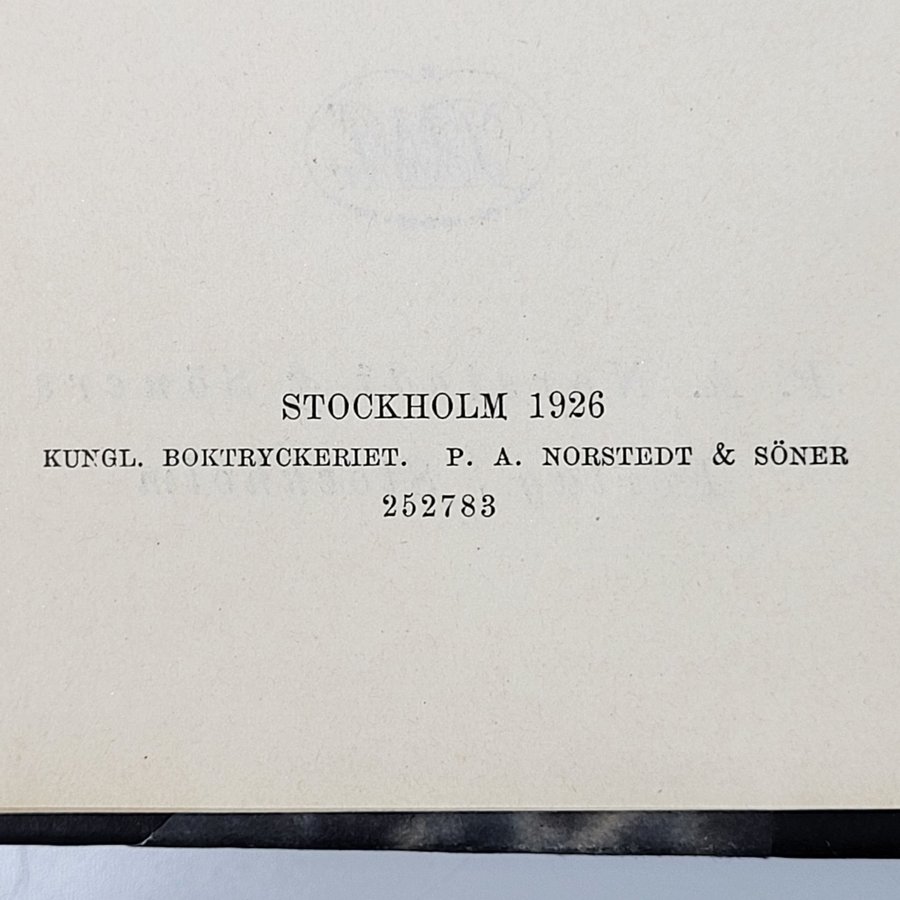 STOCKHOLM 1926
KUNGL. BOKTRYCKERIET. P. A. NORSTEDT & SÖNER
252783